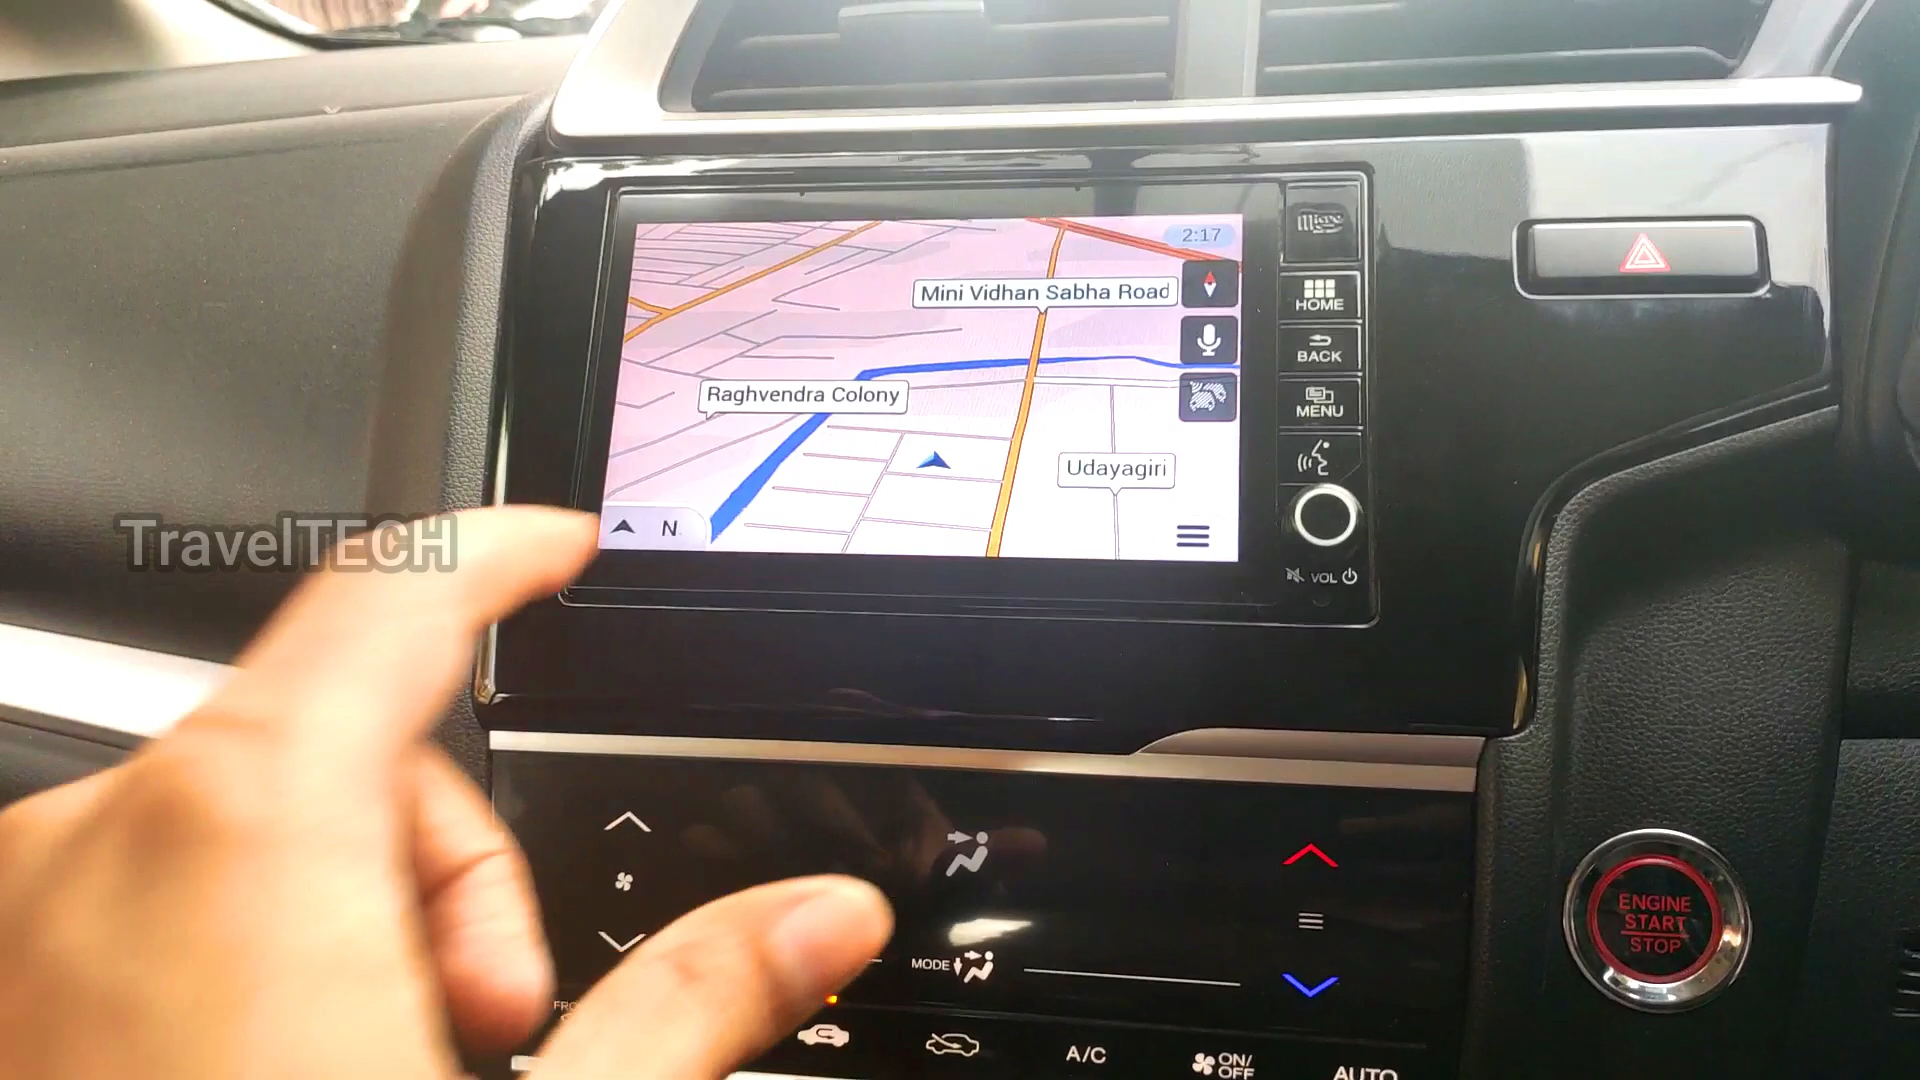 2:17
Mini Vidhan Sabha Road
Raghvendra Colony
Udayagiri
N
HOME
BACK
MENU
VOL
TravelTECH
ENGINE
START
STOP
MODE
A/C
ON/
OFF
AUTO